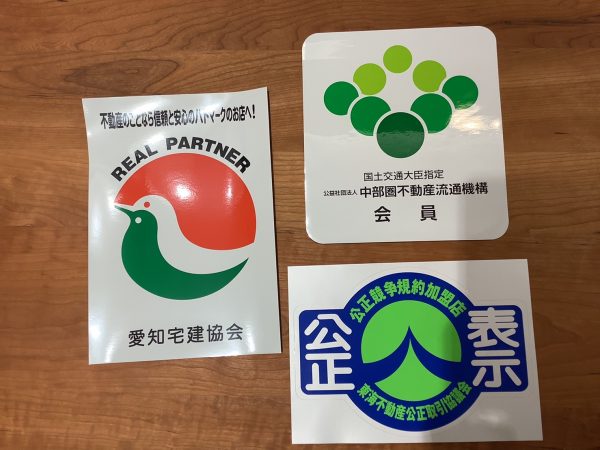 不動産のことなら信頼と安心のハトマークのお店へ!
REAL PARTNER
愛知宅建協会
国土交通大臣指定
公益社団法人 中部圏不動産流通機構
会員
公正競争規約加盟店
公正
表示
東海不動産公正取引協議会